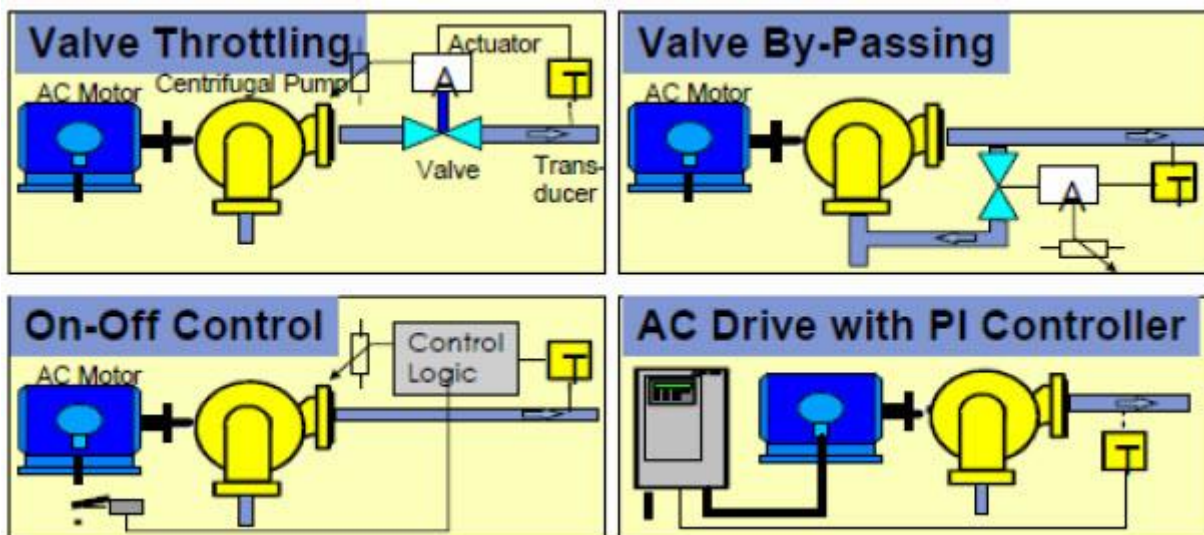 Valve Throttling
Actuator
Centrifugal Pump
AC Motor
A
T
Valve
Trans-
ducer
Valve By-Passing
AC Motor
A
T
On-Off Control
AC Motor
Control
Logic
T
AC Drive with PI Controller
T